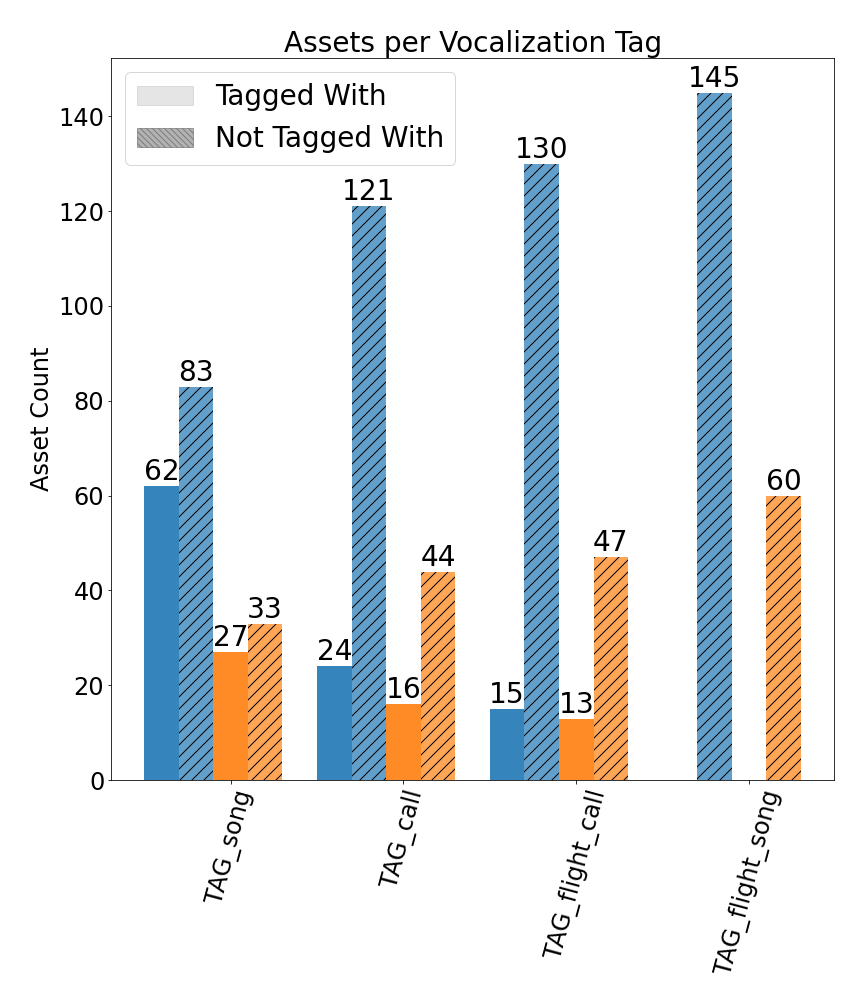 Assets per Vocalization Tag
Tagged With
Not Tagged With
Asset Count
140
120
100
80
60
40
20
0
62
83
27
33
24
121
16
44
15
130
13
47
145
60
TAG_song
TAG_call
TAG_flight_call
TAG_flight_song